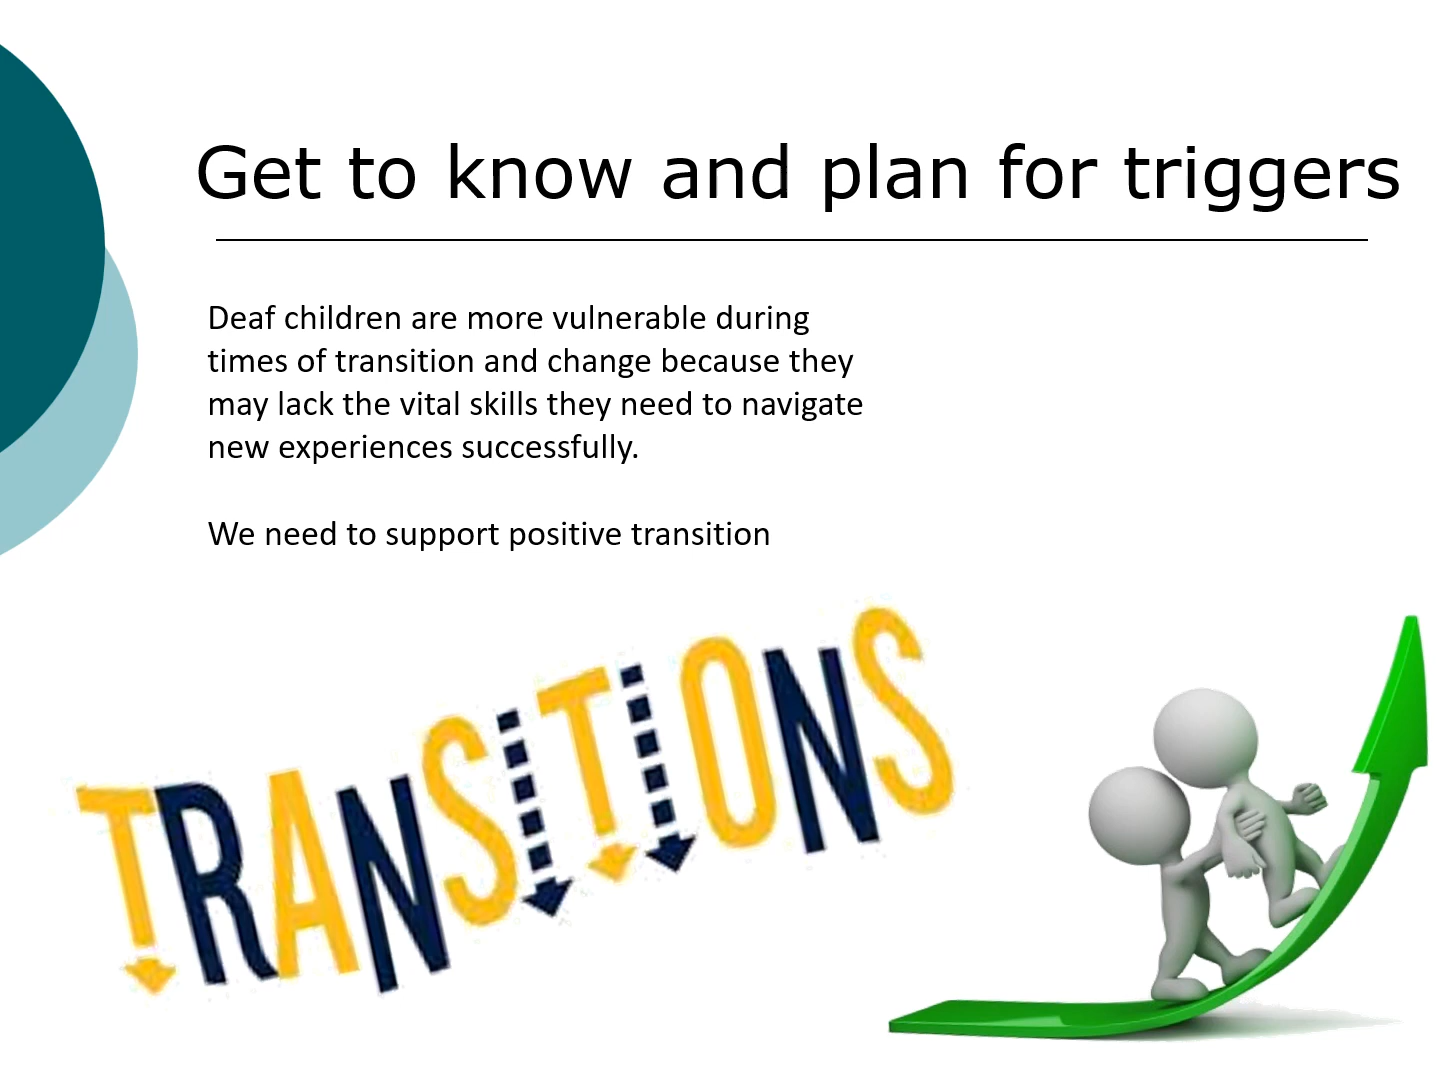 Get to know and plan for triggers
Deaf children are more vulnerable during
times of transition and change because they
may lack the vital skills they need to navigate
new experiences successfully.
We need to support positive transition
TRANSITIONS